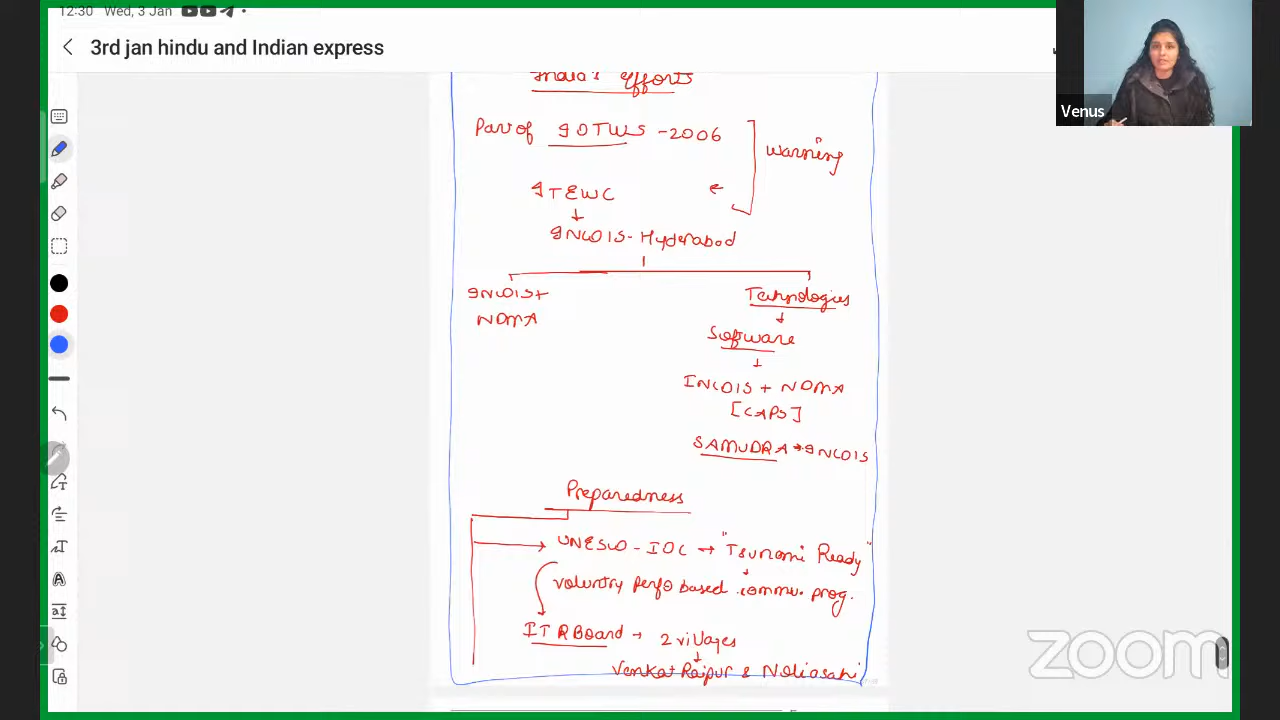 12:30 Wed, 3 Jan
3rd jan hindu and Indian express
Venus
India's efforts
Part of IOTWS - 2006
Warning
ITEWC
INCOIS - Hyderabad
INCOIS +
NDMA
Technologies
Software
INCOIS + NDMA
[CAPS]
SAMUDRA → INCOIS
Preparedness
UNESCO - IOC → "Tsunami Ready"
voluntry perfo based commu. prog.
ITR Board → 2 villages
Venkat Raipur & Noliasahi
zoom